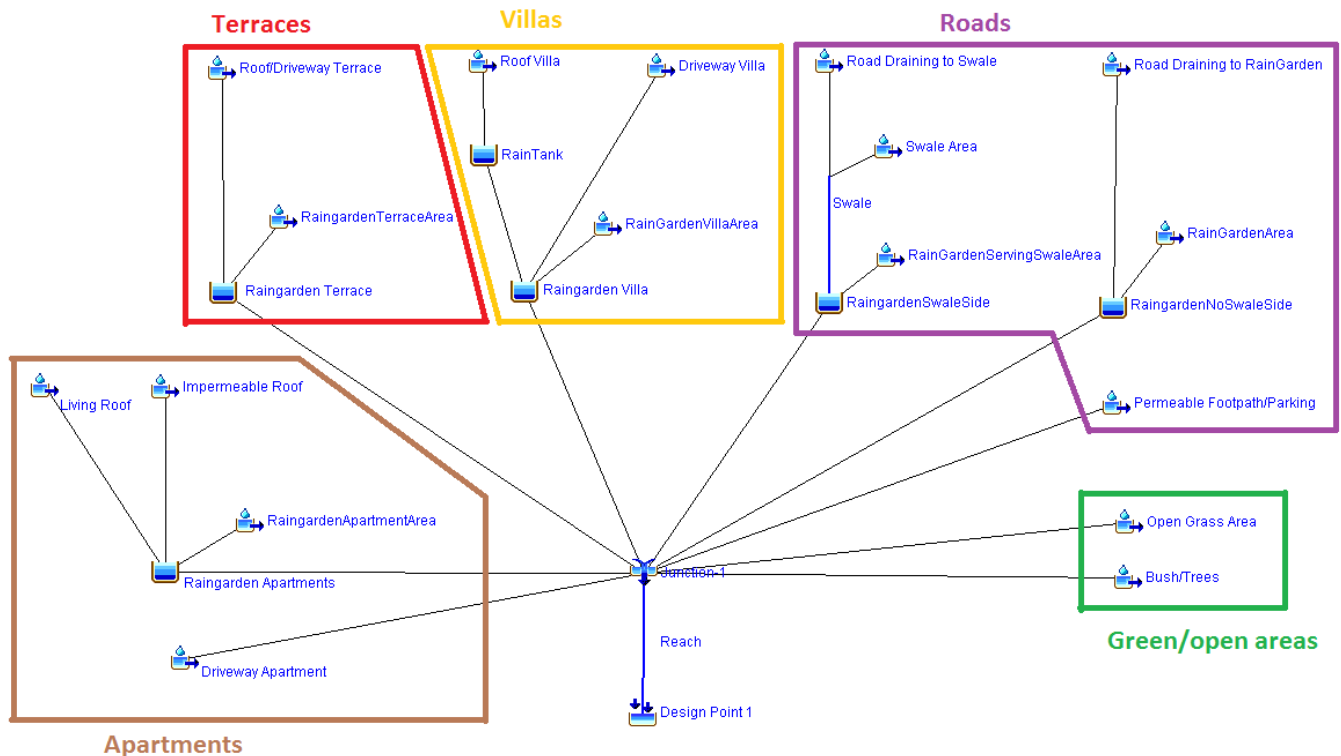 Terraces
Villas
Roads
Roof/Driveway Terrace
RaingardenTerraceArea
Raingarden Terrace
Roof Villa
Driveway Villa
RainTank
RainGardenVillaArea
Raingarden Villa
Road Draining to Swale
Swale Area
Swale
RainGardenServingSwaleArea
RaingardenSwaleSide
Road Draining to RainGarden
RainGardenArea
RaingardenNoSwaleSide
Permeable Footpath/Parking
Living Roof
Impermeable Roof
RaingardenApartmentArea
Raingarden Apartments
Driveway Apartment
Apartments
Junction-1
Reach
Design Point 1
Open Grass Area
Bush/Trees
Green/open areas